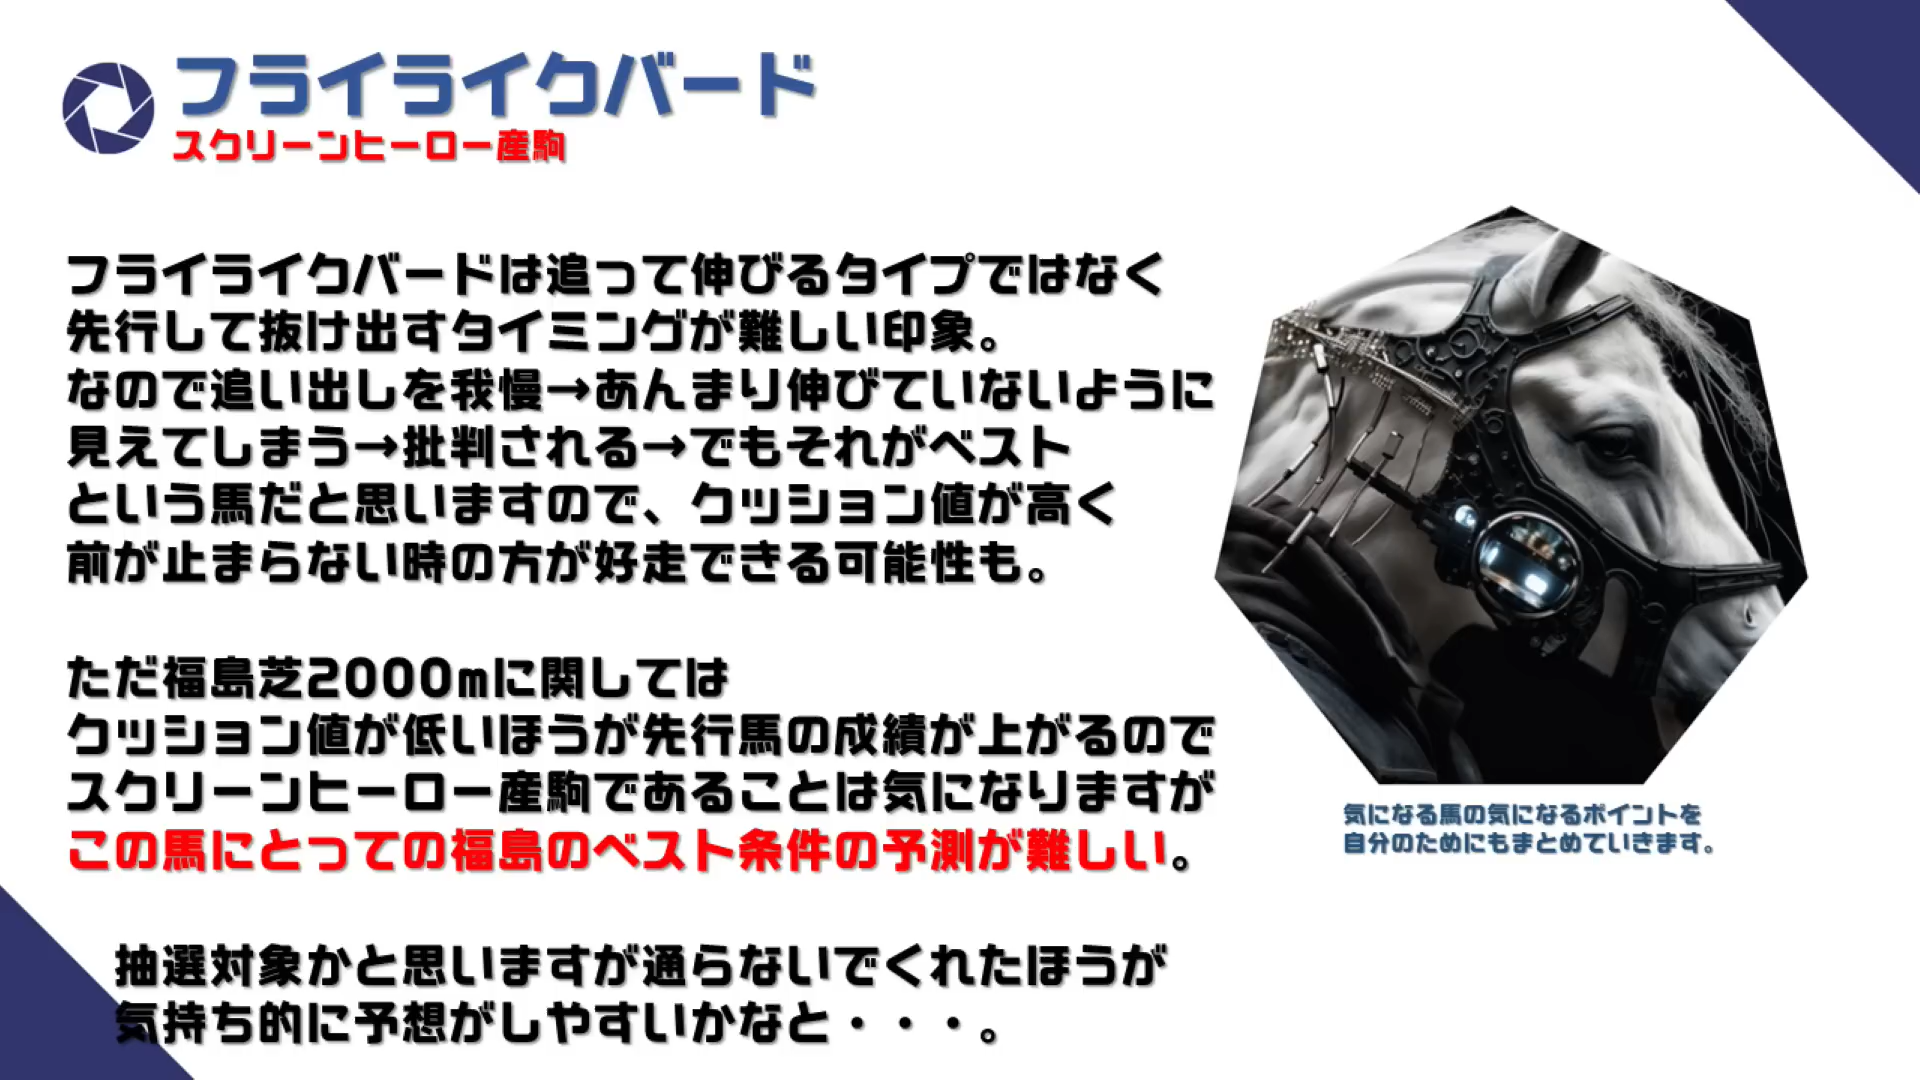 フライライクバード
スクリーンヒーロー産駒
フライライクバードは追って伸びるタイプではなく
先行して抜け出すタイミングが難しい印象。
なので追い出しを我慢→あんまり伸びていないように
見えてしまう→批判される→でもそれがベスト
という馬だと思いますので、クッション値が高く
前が止まらない時の方が好走できる可能性も。
ただ福島芝2000mに関しては
クッション値が低いほうが先行馬の成績が上がるので
スクリーンヒーロー産駒であることは気になりますが
この馬にとっての福島のベスト条件の予測が難しい。
抽選対象かと思いますが通らないでくれたほうが
気持ち的に予想がしやすいかなと・・・。
気になる馬の気になるポイントを
自分のためにもまとめていきます。